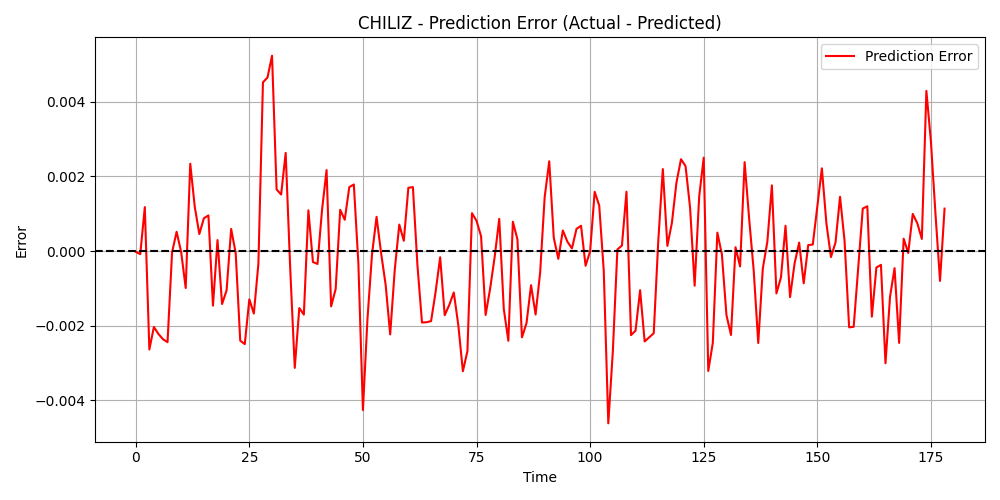 CHILIZ - Prediction Error (Actual - Predicted)
Prediction Error
Error
0.004
0.002
0.000
−0.002
−0.004
0 25 50 75 100 125 150 175
Time